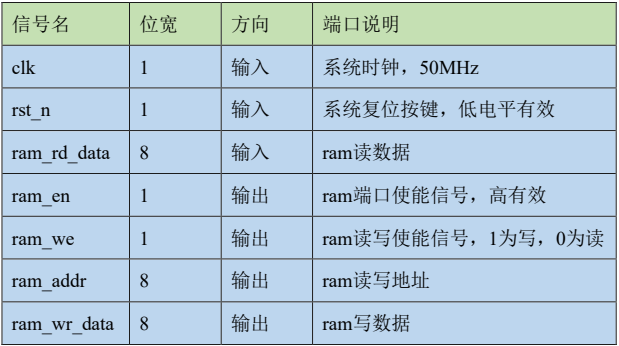 信号名 位宽 方向 端口说明
clk 1 输入 系统时钟，50MHz
rst_n 1 输入 系统复位按键，低电平有效
ram_rd_data 8 输入 ram读数据
ram_en 1 输出 ram端口使能信号，高有效
ram_we 1 输出 ram读写使能信号，1为写，0为读
ram_addr 8 输出 ram读写地址
ram_wr_data 8 输出 ram写数据